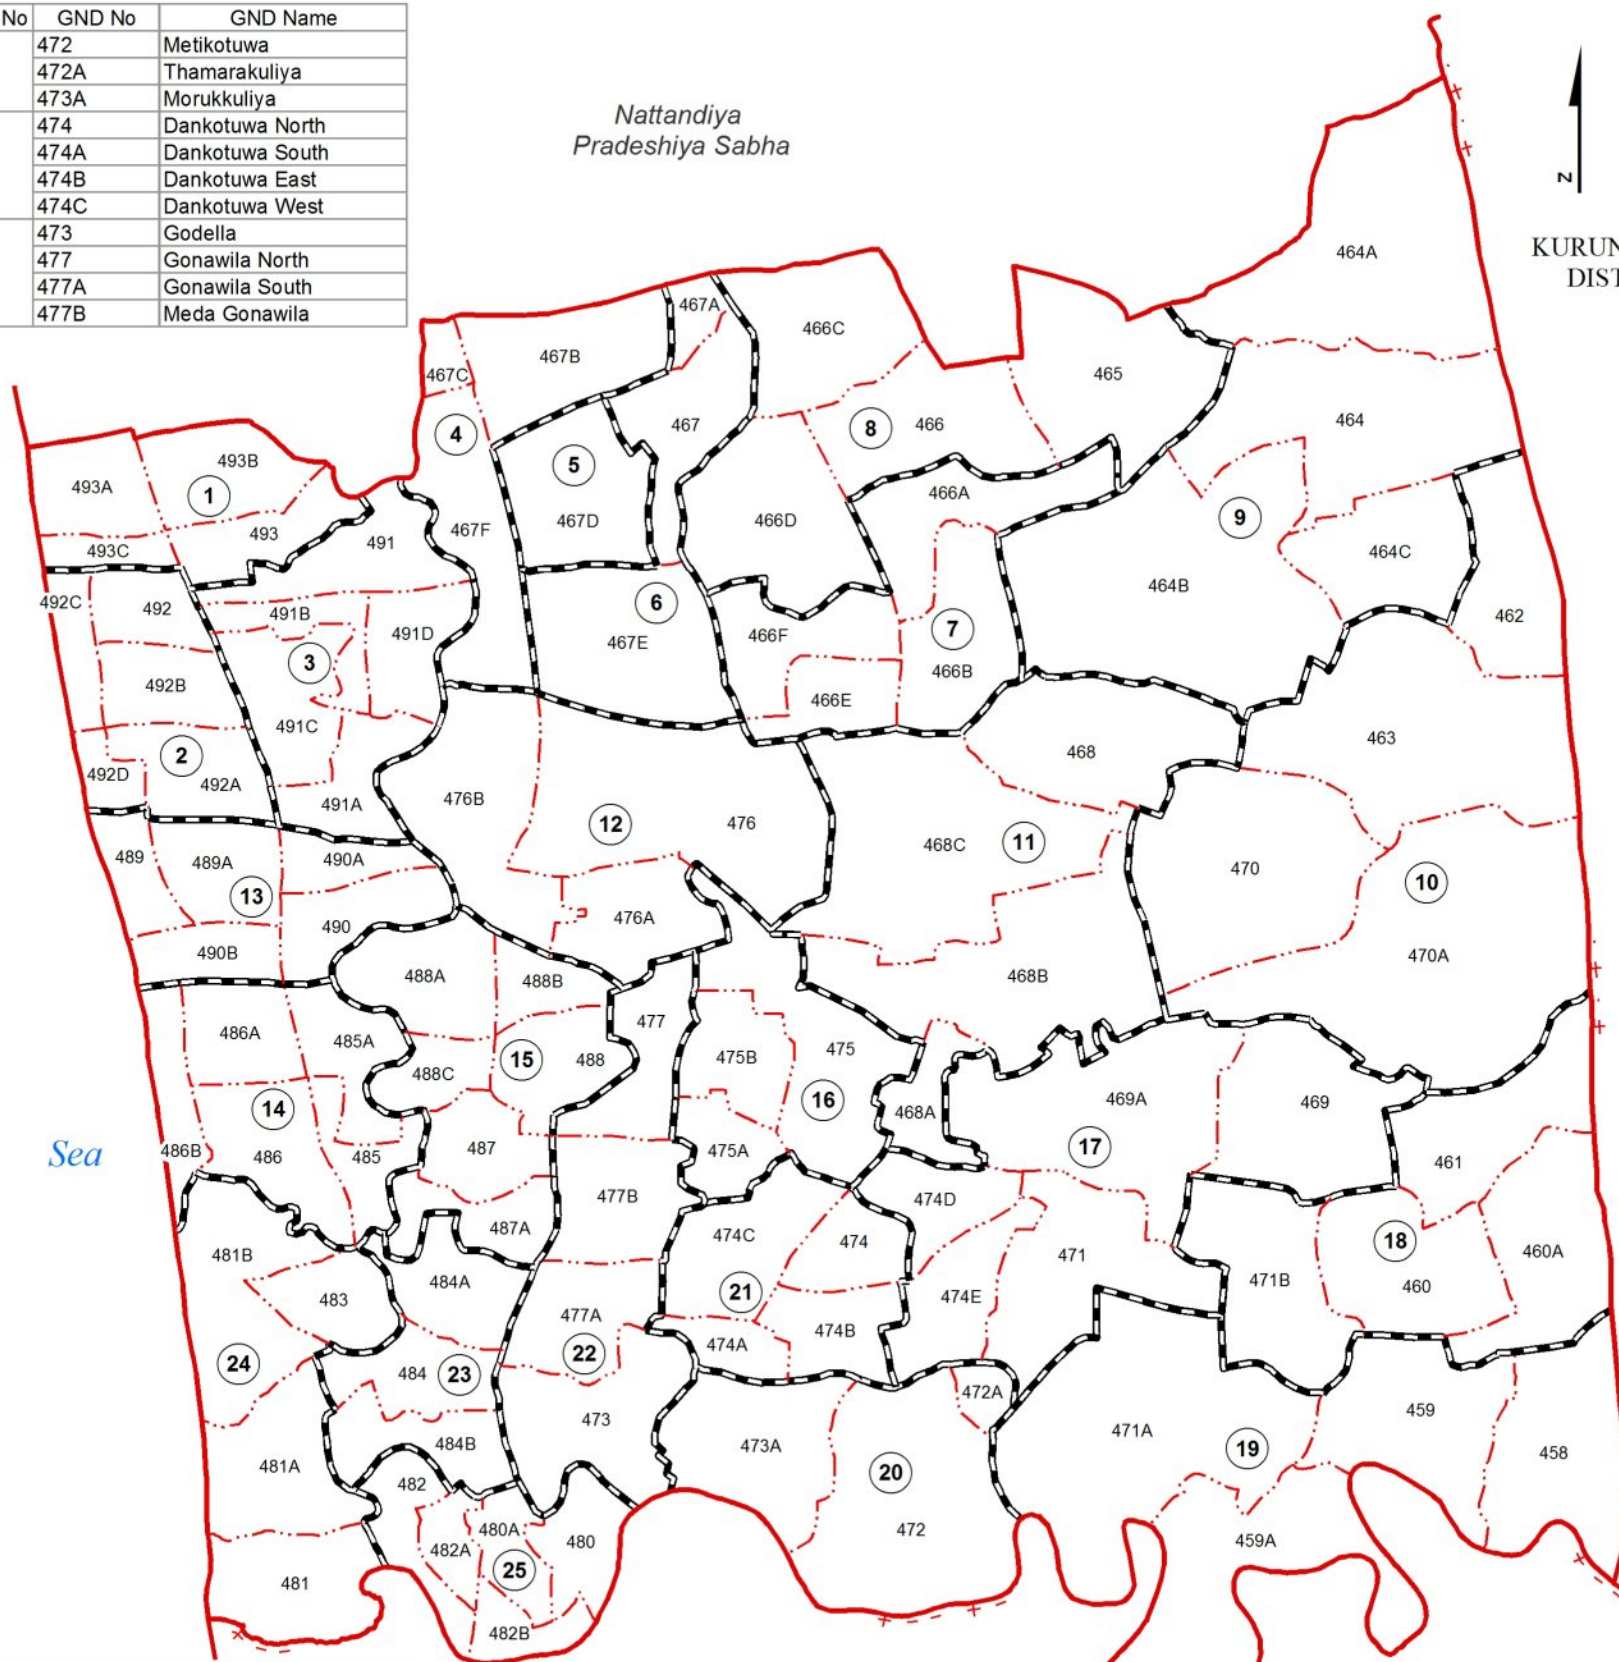 No GND No GND Name
472 Metikotuwa
472A Thamarakuliya
473A Morukkuliya
474 Dankotuwa North
474A Dankotuwa South
474B Dankotuwa East
474C Dankotuwa West
473 Godella
477 Gonawila North
477A Gonawila South
477B Meda Gonawila
Nattandiya
Pradeshiya Sabha
N
KURUN
DIST
464A
467A
466C
467B
467C
465
467
466
464
4
8
493B
5
493A
1
466A
467D
466D
9
467F
493
491
493C
464C
464B
492C
492
6
491B
491D
467E
466F
7
462
3
492B
466B
466E
491C
463
468
2
492D
492A
491A
476B
12
476
468C
11
489
489A
490A
470
10
13
490
476A
490B
470A
488A
488B
468B
477
486A
485A
475B
475
15
488
488C
16
469A
469
14
468A
Sea
486B
486
485
487
475A
17
461
477B
474D
487A
474C
474
18
481B
471
460A
484A
471B
460
21
474E
483
477A
474B
474A
24
22
484
23
472A
473
459
471A
484B
473A
19
458
481A
20
482
480A
480
472
482A
459A
25
481
482B